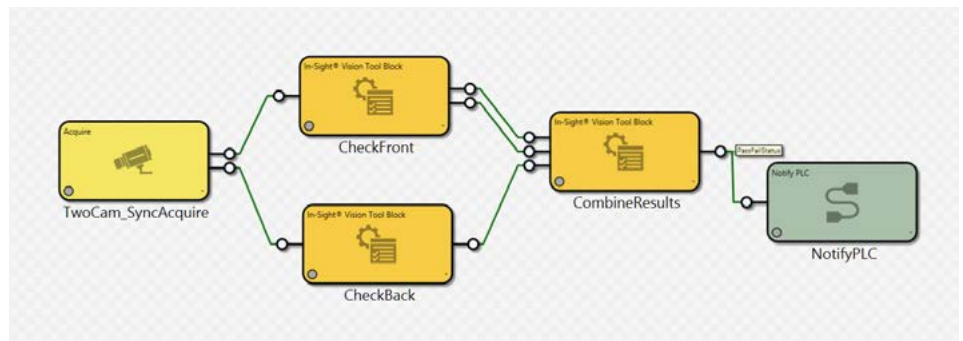 In-Sight® Vision Tool Block
CheckFront
Acquire
TwoCam_SyncAcquire
In-Sight® Vision Tool Block
CombineResults
PassFailStatus
Notify PLC
NotifyPLC
In-Sight® Vision Tool Block
CheckBack